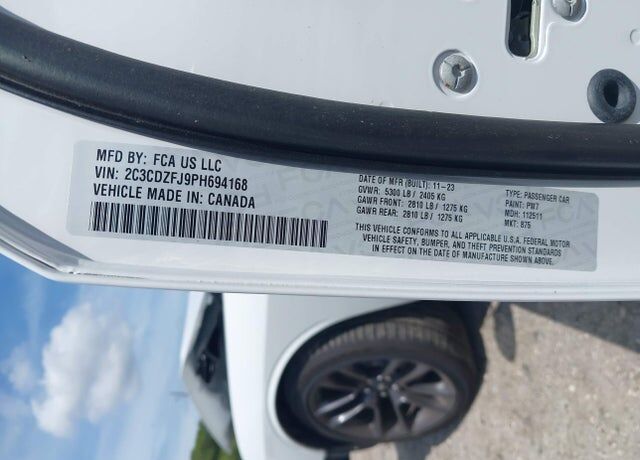 MFD BY: FCA US LLC
VIN: 2C3CDZFJ9PH694168
VEHICLE MADE IN: CANADA
DATE OF MFR (BUILT): 11-23
GVWR: 5300 LB / 2405 KG
GAWR FRONT: 2810 LB / 1275 KG
GAWR REAR: 2810 LB / 1275 KG
TYPE: PASSENGER CAR
PAINT: PW7
MDH: 112511
MKT: 875
THIS VEHICLE CONFORMS TO ALL APPLICABLE U.S.A. FEDERAL MOTOR
VEHICLE SAFETY, BUMPER, AND THEFT PREVENTION STANDARDS
IN EFFECT ON THE DATE OF MANUFACTURE SHOWN ABOVE.